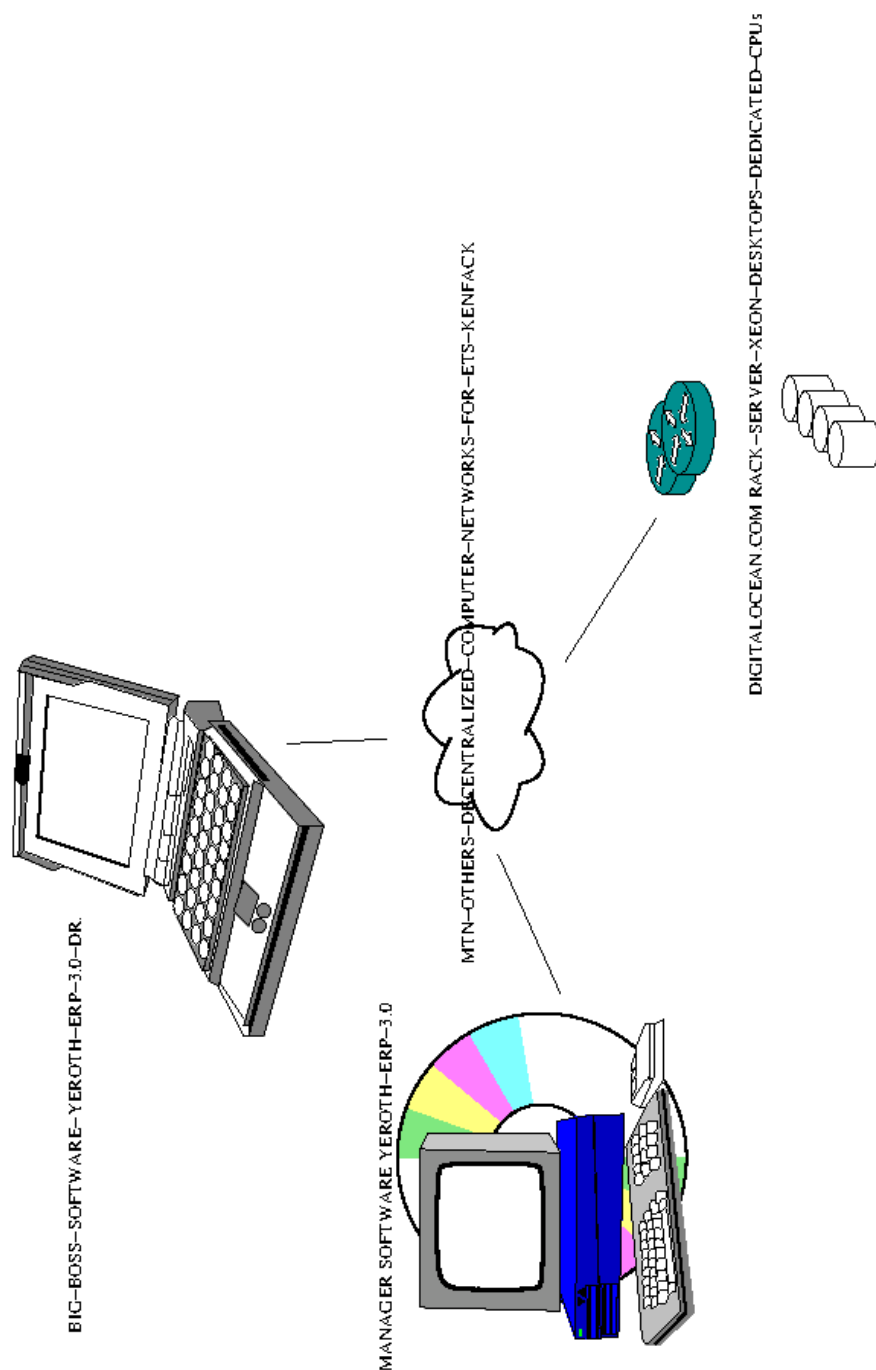 BIG-BOSS-SOFTWARE-YEROTH-ERP-3.0-DR.
MANAGER SOFTWARE YEROTH-ERP-3.0
MTN-OTHERS-DECENTRALIZED-COMPUTER-NETWORKS-FOR-ETS-KENFACK
DIGITALOCEAN.COM RACK-SERVER-XEON-DESKTOPS-DEDICATED-CPUs